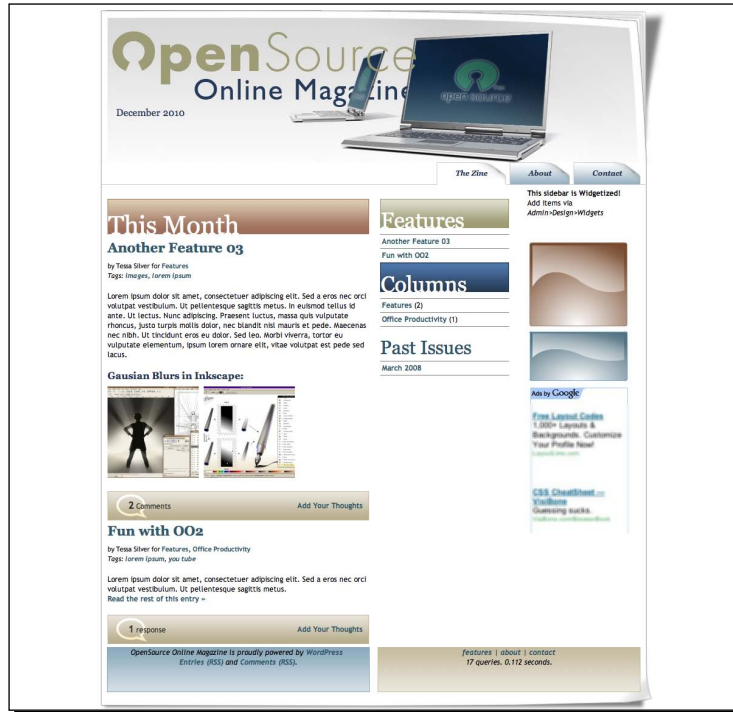 OpenSource
Online Magazine
December 2010
open source
The Zine
About
Contact
This Month
Another Feature 03
by Tessa Silver for Features
Tags: images, lorem ipsum
Lorem ipsum dolor sit amet, consectetuer adipiscing elit. Sed a eros nec orci
volutpat vestibulum. Ut pellentesque sagittis metus. In euismod tellus id
ante. Ut lectus. Nunc adipiscing. Praesent luctus, massa quis vulputate
rhoncus, justo turpis mollis dolor, nec blandit nisl mauris et pede. Maecenas
nec nibh. Ut tincidunt eros eu dolor. Sed leo. Morbi viverra, tortor eu
vulputate elementum, ipsum lorem ornare elit, vitae volutpat est pede sed
lacus.
Gausian Blurs in Inkscape:
2 Comments
Add Your Thoughts
Fun with OO2
by Tessa Silver for Features, Office Productivity
Tags: lorem ipsum, you tube
Lorem ipsum dolor sit amet, consectetuer adipiscing elit. Sed a eros nec orci
volutpat vestibulum. Ut pellentesque sagittis metus.
Read the rest of this entry »
1 response
Add Your Thoughts
Features
Another Feature 03
Fun with OO2
Columns
Features (2)
Office Productivity (1)
Past Issues
March 2008
This sidebar is Widgetized!
Add items via
Admin>Design>Widgets
Ads by Google
Free Layout Codes
1,000+ Layouts &
Backgrounds. Customize
Your Profile Now!
CSS CheatSheet —
VisiBone
Guessing sucks.
OpenSource Online Magazine is proudly powered by WordPress
Entries (RSS) and Comments (RSS).
features | about | contact
17 queries. 0.112 seconds.